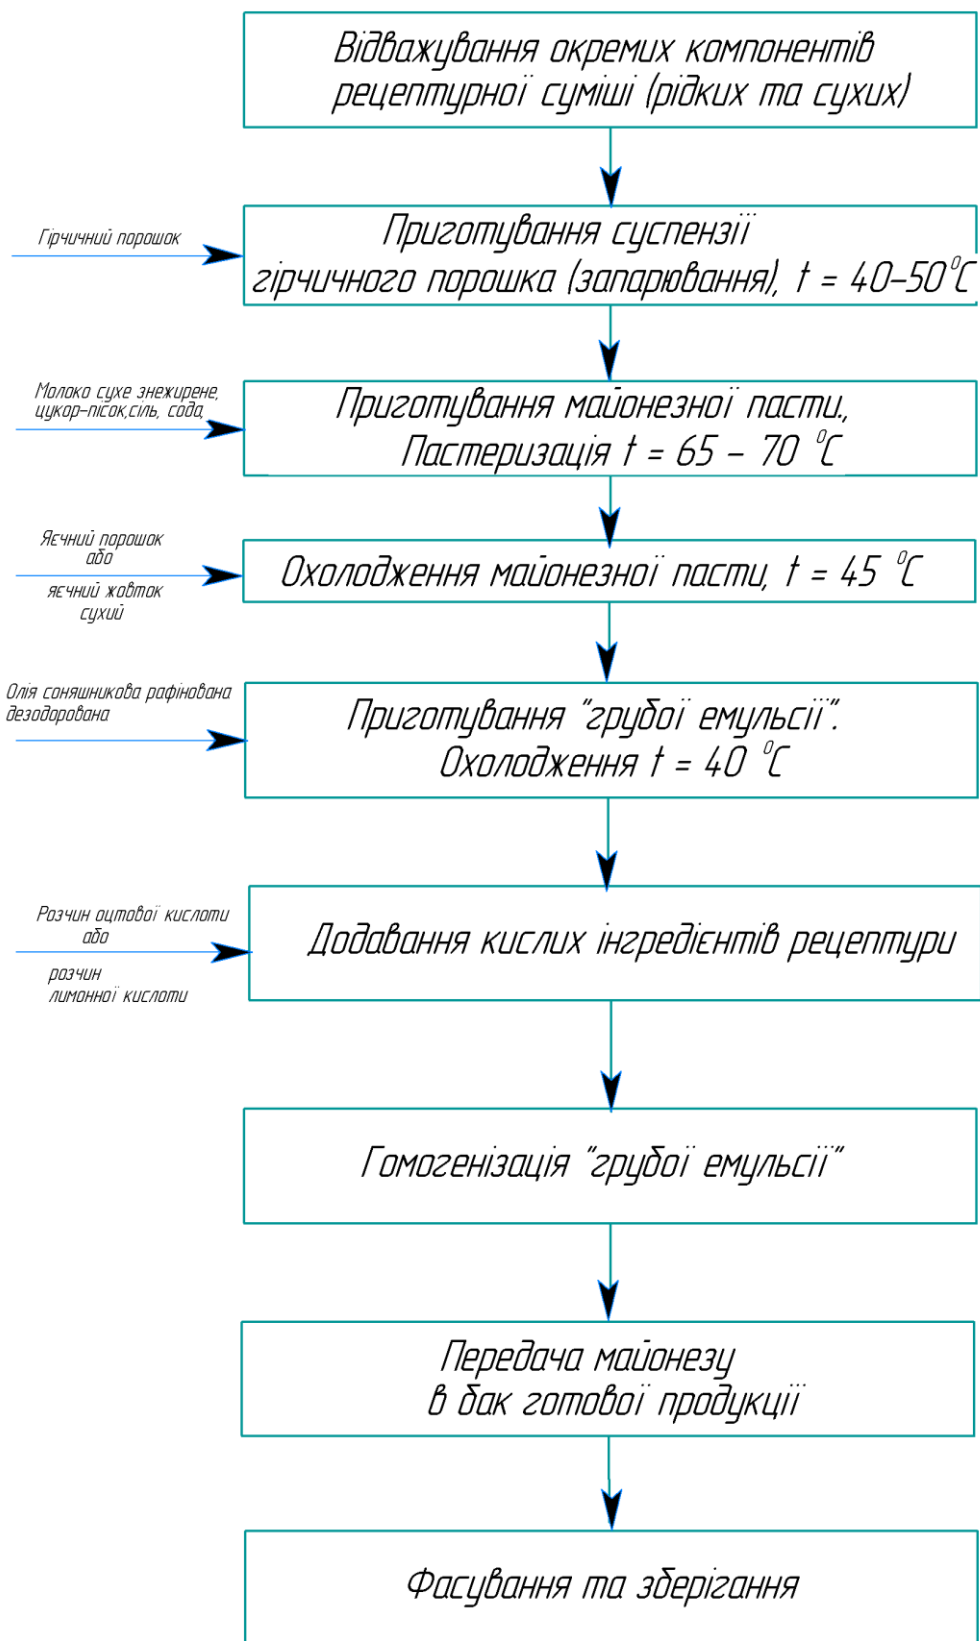 Відважування окремих компонентів
рецептурної суміші (рідких та сухих)
Гірчичний порошок
Приготування суспензії
гірчичного порошка (запарювання), t = 40-50 °C
Молоко сухе знежирене,
цукор-пісок,сіль, сода,
Приготування майонезної пасти.,
Пастеризація t = 65 - 70 °C
Яєчний порошок
або
яєчний жовток
сухий
Охолодження майонезної пасти, t = 45 °C
Олія соняшникова рафінована
дезодорована
Приготування "грубої емульсії".
Охолодження t = 40 °C
Розчин оцтової кислоти
або
розчин
лимонної кислоти
Додавання кислих інгредієнтів рецептури
Гомогенізація "грубої емульсії"
Передача майонезу
в бак готової продукції
Фасування та зберігання